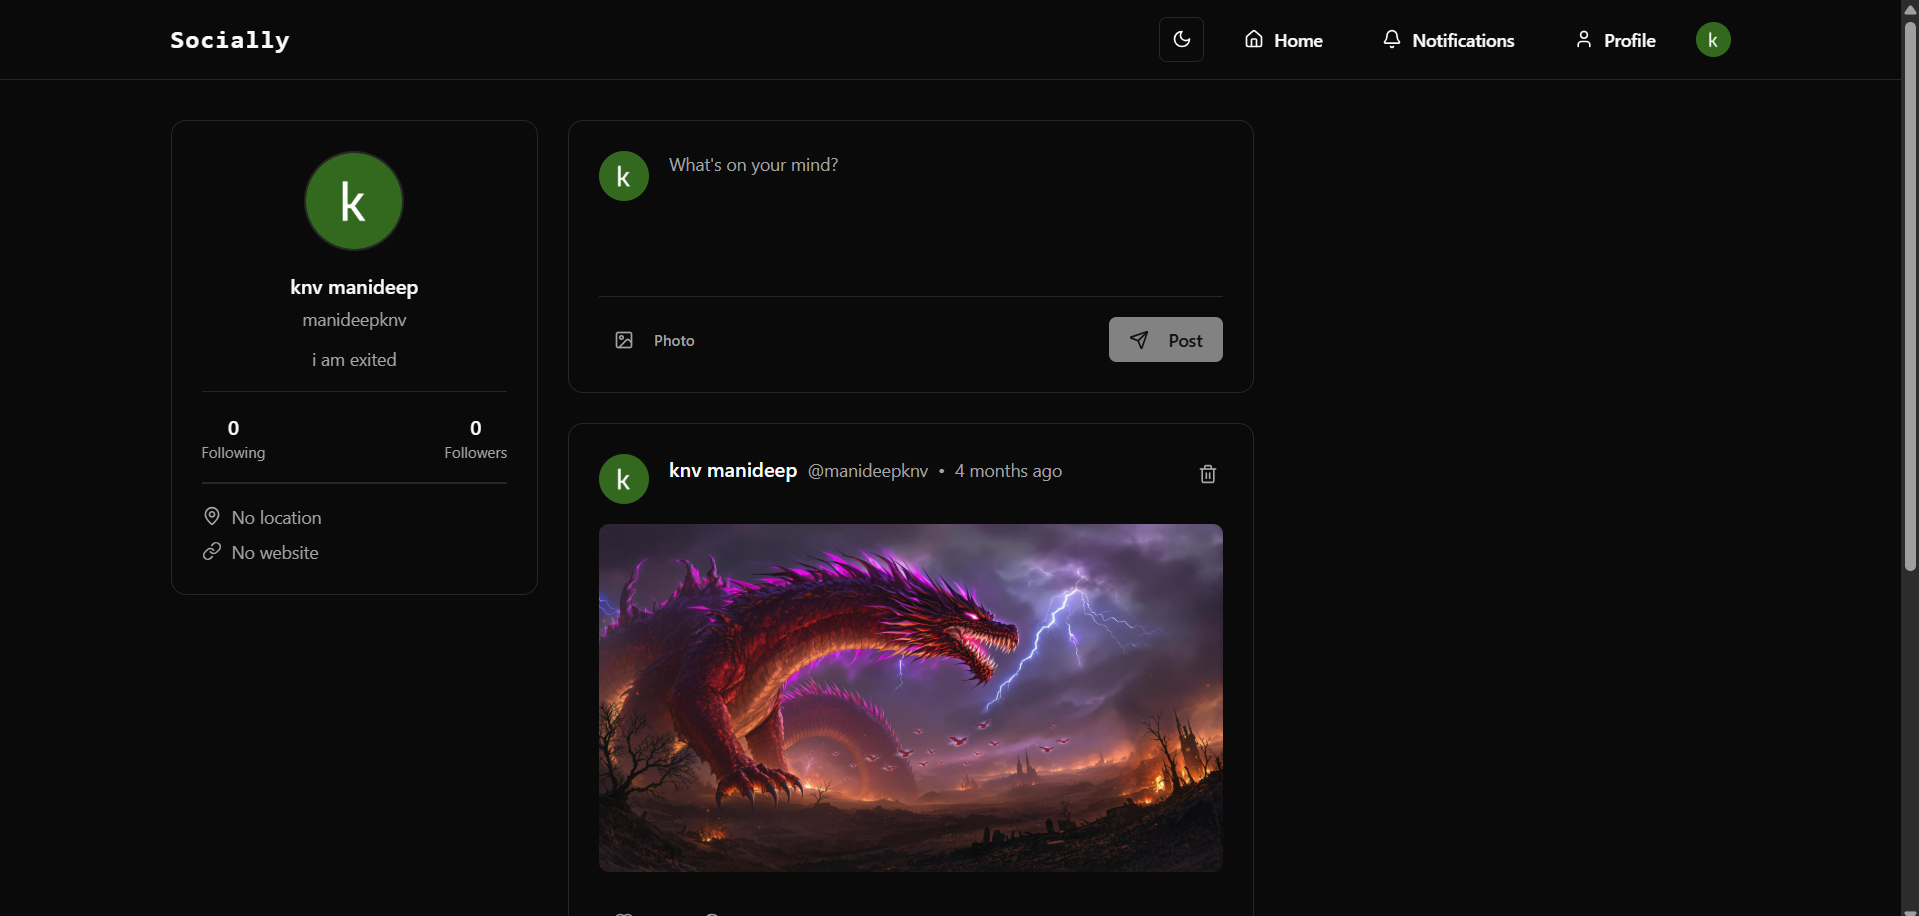 Socially
Home
Notifications
Profile
k
k
knv manideep
manideepknv
i am exited
0
Following
0
Followers
No location
No website
k
What's on your mind?
Photo
Post
k
knv manideep @manideepknv • 4 months ago